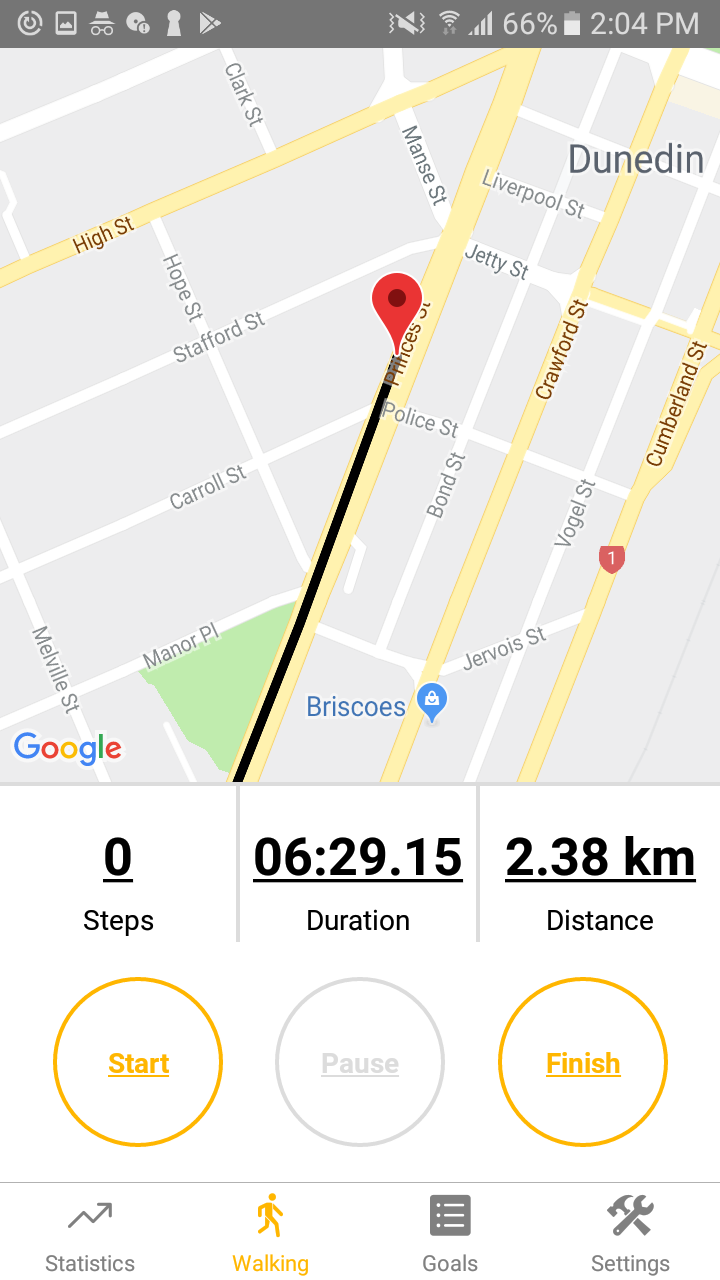 66% 2:04 PM
Clark St
Manse St
Dunedin
Liverpool St
High St
Hope St
Jetty St
Stafford St
Princes St
Crawford St
Cumberland St
Police St
Bond St
Carroll St
Vogel St
1
Manor Pl
Melville St
Jervois St
Briscoes
Google
0 06:29.15 2.38 km
Steps Duration Distance
Start Pause Finish
Statistics Walking Goals Settings